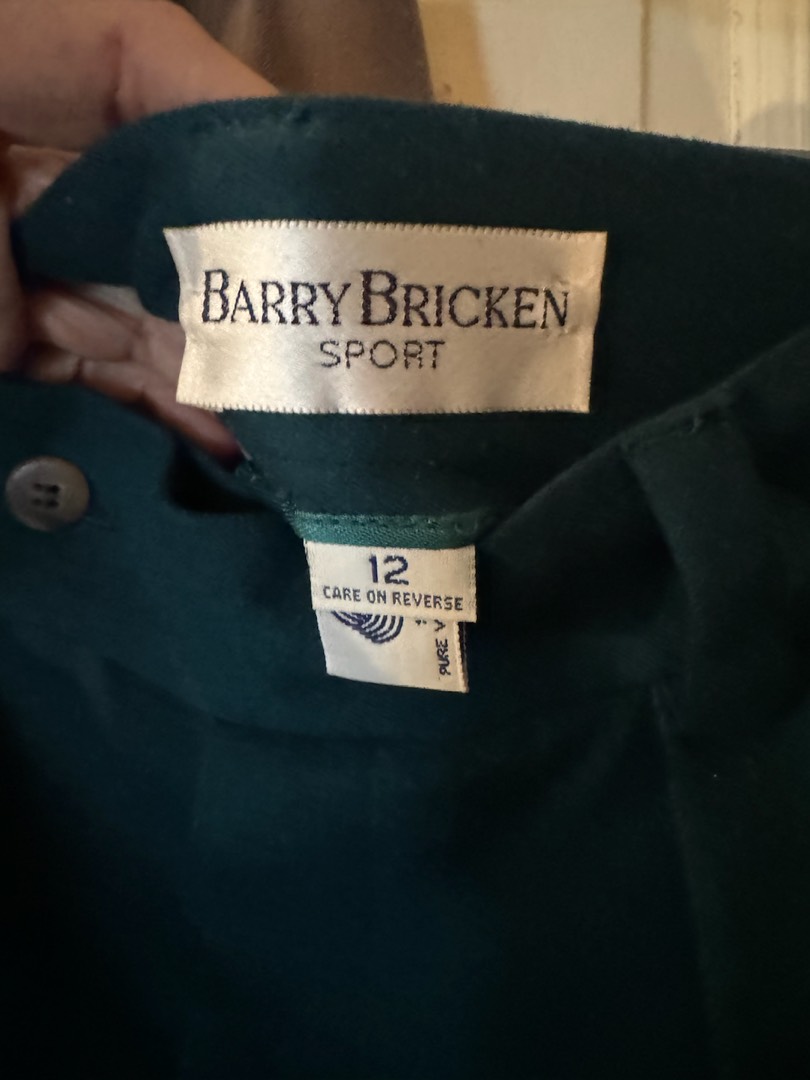 BARRY BRICKEN
SPORT
12
CARE ON REVERSE
PURE